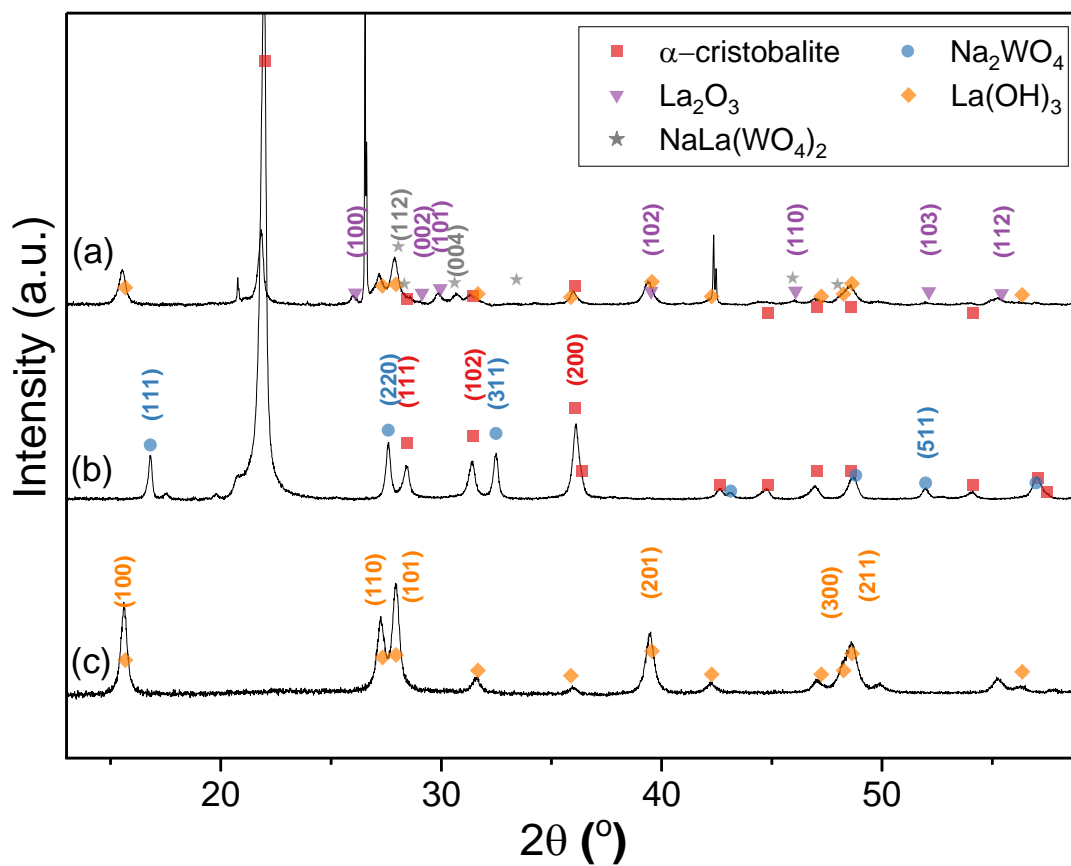 α−cristobalite
Na₂WO₄
La₂O₃
La(OH)₃
NaLa(WO₄)₂
Intensity (a.u.)
(a)
(100)
(112)
(002)
(101)
(004)
(102)
(110)
(103)
(112)
(b)
(111)
(220)
(111)
(102)
(311)
(200)
(511)
(c)
(100)
(110)
(101)
(201)
(300)
(211)
20
30
40
50
2θ (°)